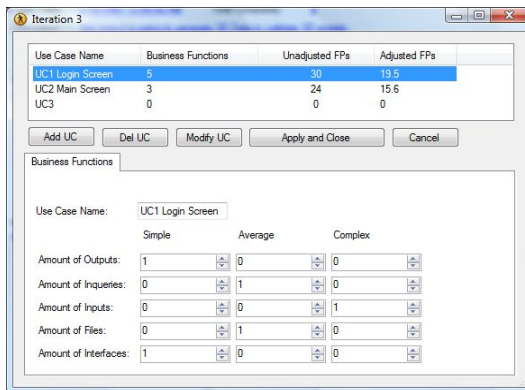 Iteration 3
Use Case Name Business Functions Unadjusted FPs Adjusted FPs
UC1 Login Screen 5 30 19.5
UC2 Main Screen 3 24 15.6
UC3 0 0 0
Add UC Del UC Modify UC Apply and Close Cancel
Business Functions
Use Case Name: UC1 Login Screen
Simple Average Complex
Amount of Outputs: 1 0 0
Amount of Inqueries: 0 1 0
Amount of Inputs: 0 0 1
Amount of Files: 0 1 0
Amount of Interfaces: 1 0 0